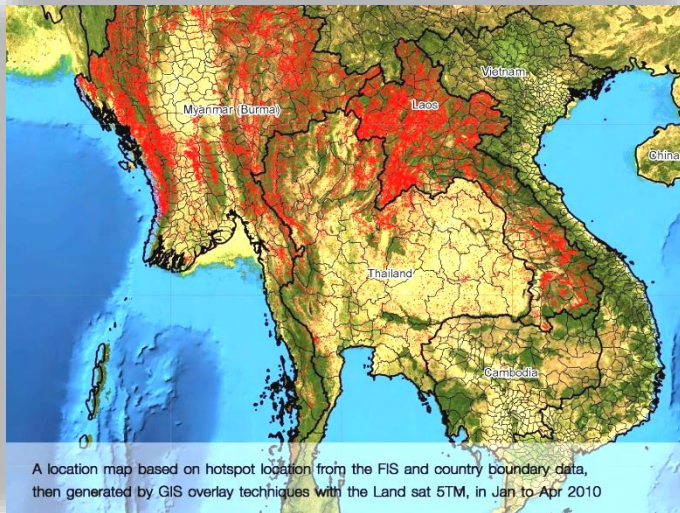 Vietnam
Myanmar (Burma)
Laos
China
Thailand
Cambodia
A location map based on hotspot location from the FIS and country boundary data,
then generated by GIS overlay techniques with the Land sat 5TM, in Jan to Apr 2010